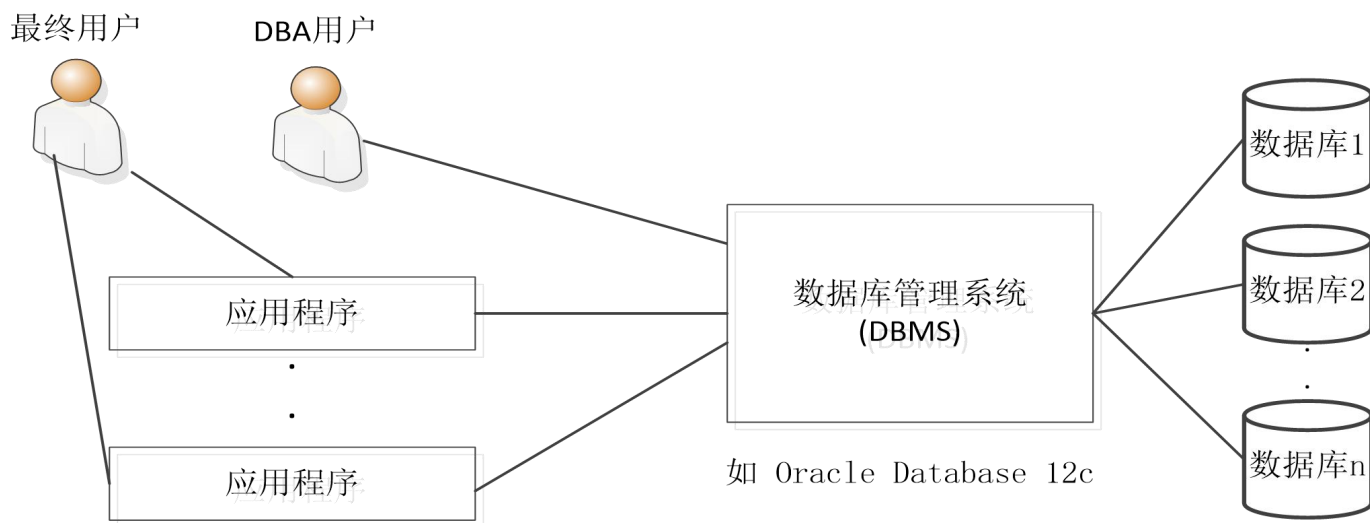 最终用户
DBA用户
数据库1
数据库管理系统
(DBMS)
数据库2
应用程序
.
.
.
.
应用程序
数据库n
如 Oracle Database 12c